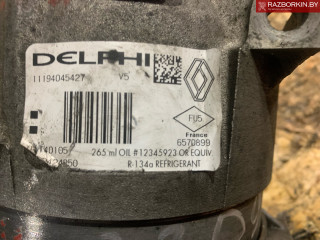 RAZBORKIN.BY
DELPHI
11194045427 V5
FU5
France
6570899
265 ml OIL #12345923 OR EQUIV.
R-134a REFRIGERANT